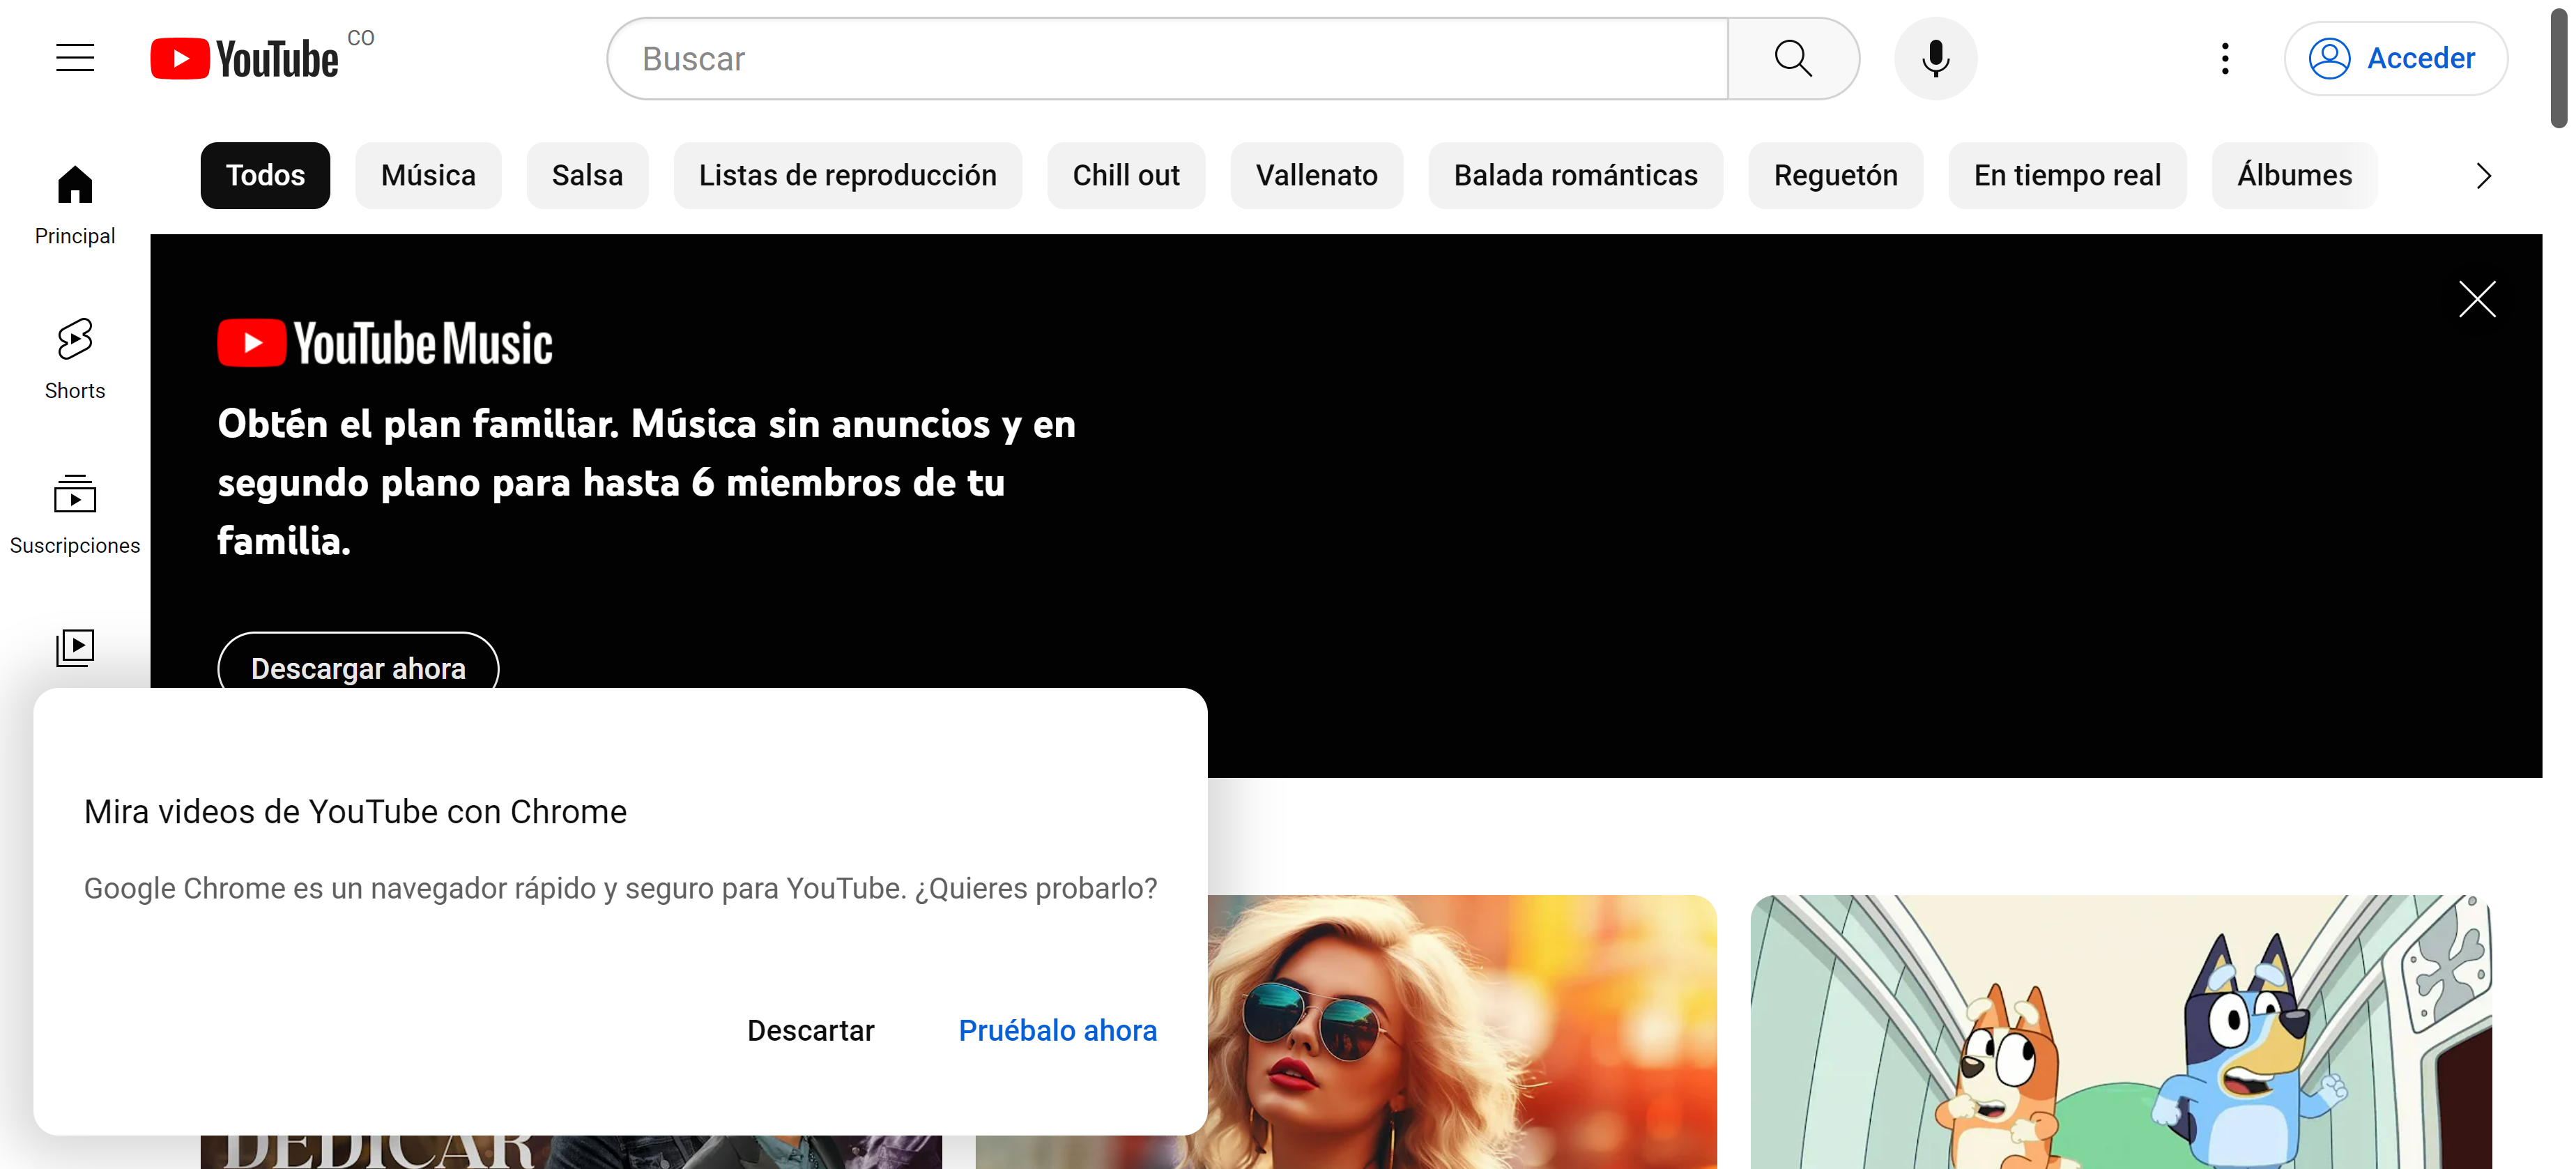 YouTube CO
Buscar
Acceder
Todos
Música
Salsa
Listas de reproducción
Chill out
Vallenato
Balada románticas
Reguetón
En tiempo real
Álbumes
Principal
Shorts
Suscripciones
YouTube Music
Obtén el plan familiar. Música sin anuncios y en
segundo plano para hasta 6 miembros de tu
familia.
Descargar ahora
Mira videos de YouTube con Chrome
Google Chrome es un navegador rápido y seguro para YouTube. ¿Quieres probarlo?
Descartar
Pruébalo ahora
DEDICAR